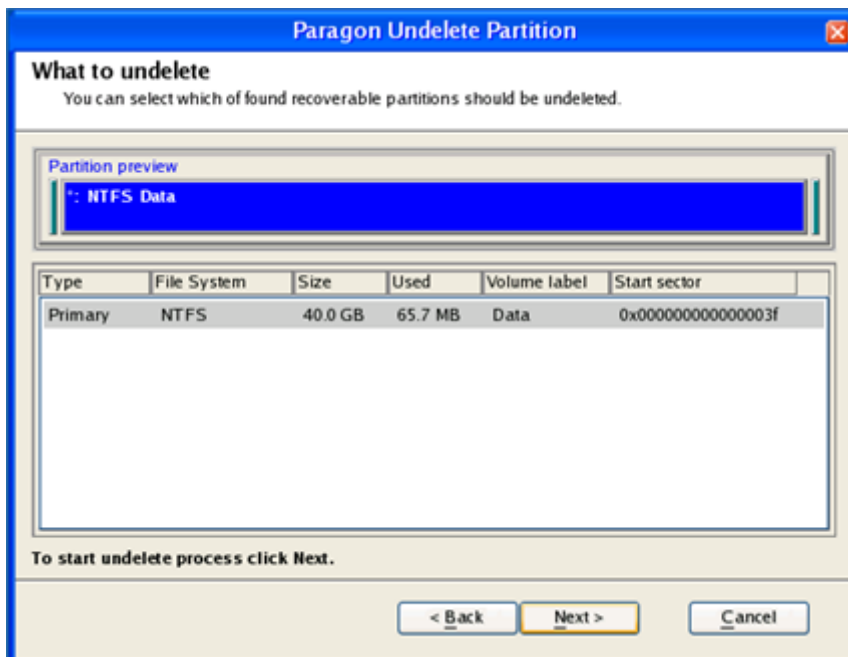 Paragon Undelete Partition
What to undelete
You can select which of found recoverable partitions should be undeleted.
Partition preview
*: NTFS Data
Type File System Size Used Volume label Start sector
Primary NTFS 40.0 GB 65.7 MB Data 0x000000000000003f
To start undelete process click Next.
< Back Next > Cancel